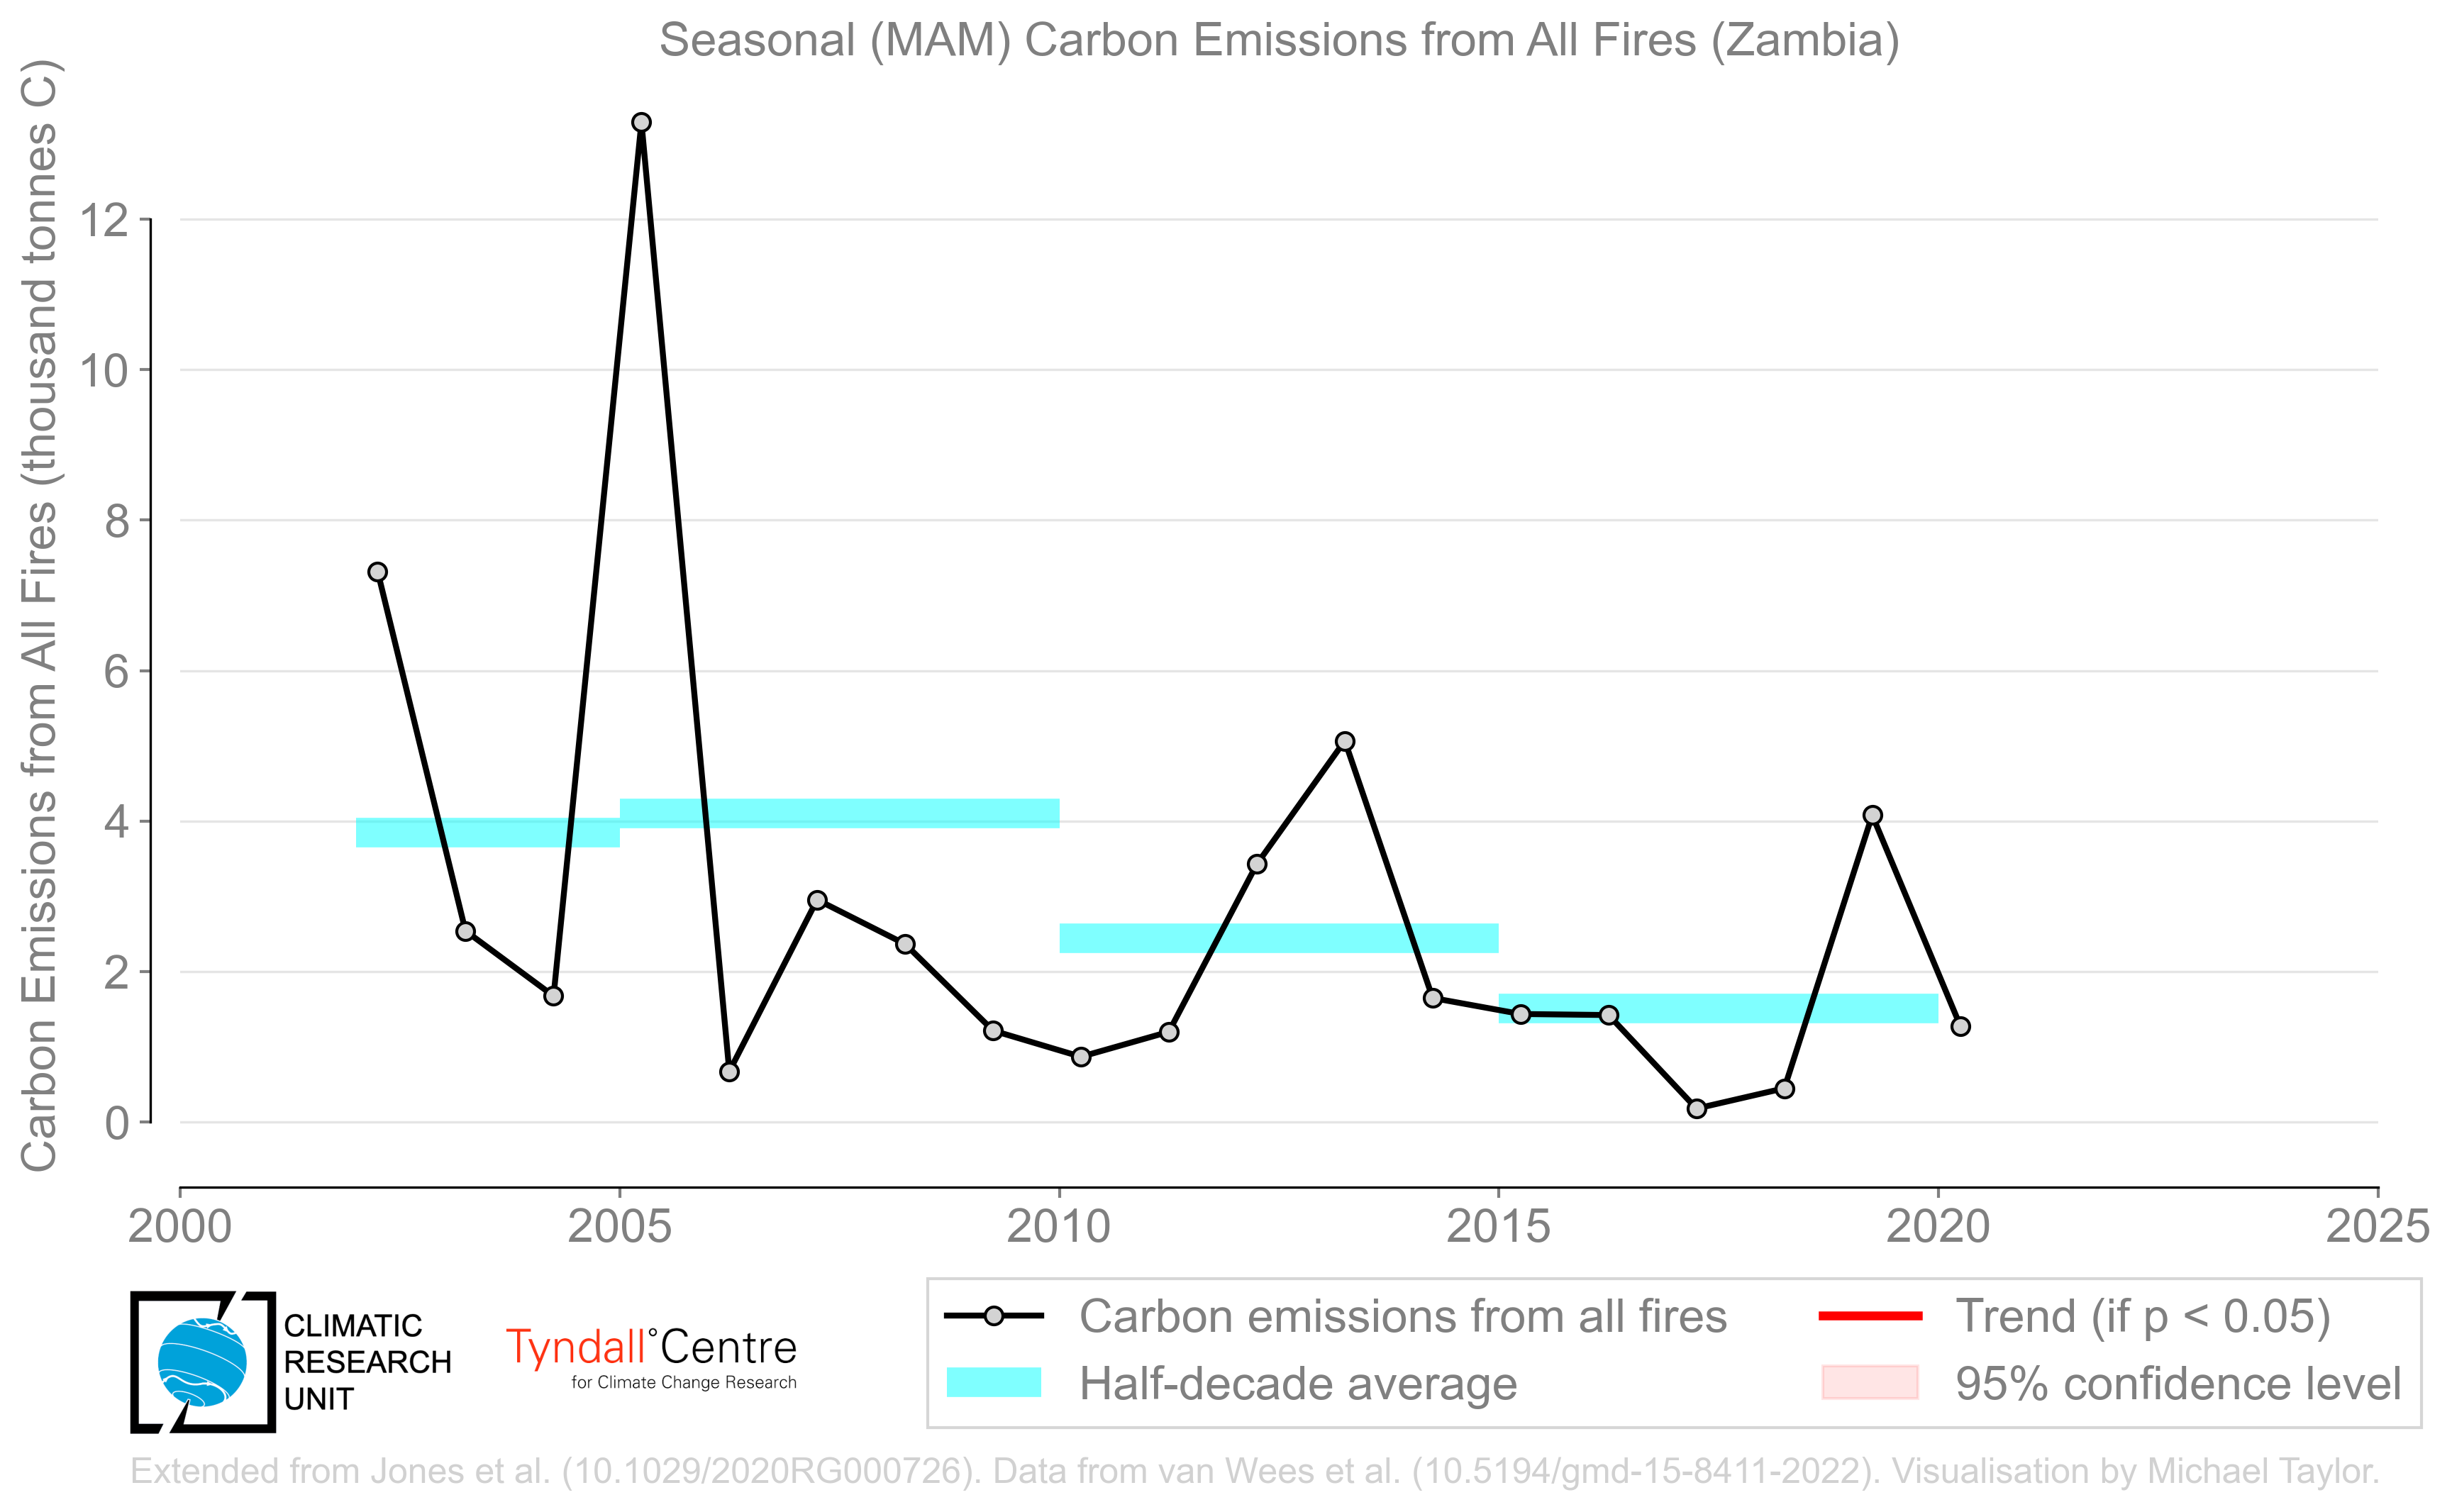 Seasonal (MAM) Carbon Emissions from All Fires (Zambia)
Carbon Emissions from All Fires (thousand tonnes C)
12
10
8
6
4
2
0
2000
2005
2010
2015
2020
2025
CLIMATIC
RESEARCH
UNIT
Tyndall°Centre
for Climate Change Research
Carbon emissions from all fires
Half-decade average
Trend (if p < 0.05)
95% confidence level
Extended from Jones et al. (10.1029/2020RG000726). Data from van Wees et al. (10.5194/gmd-15-8411-2022). Visualisation by Michael Taylor.